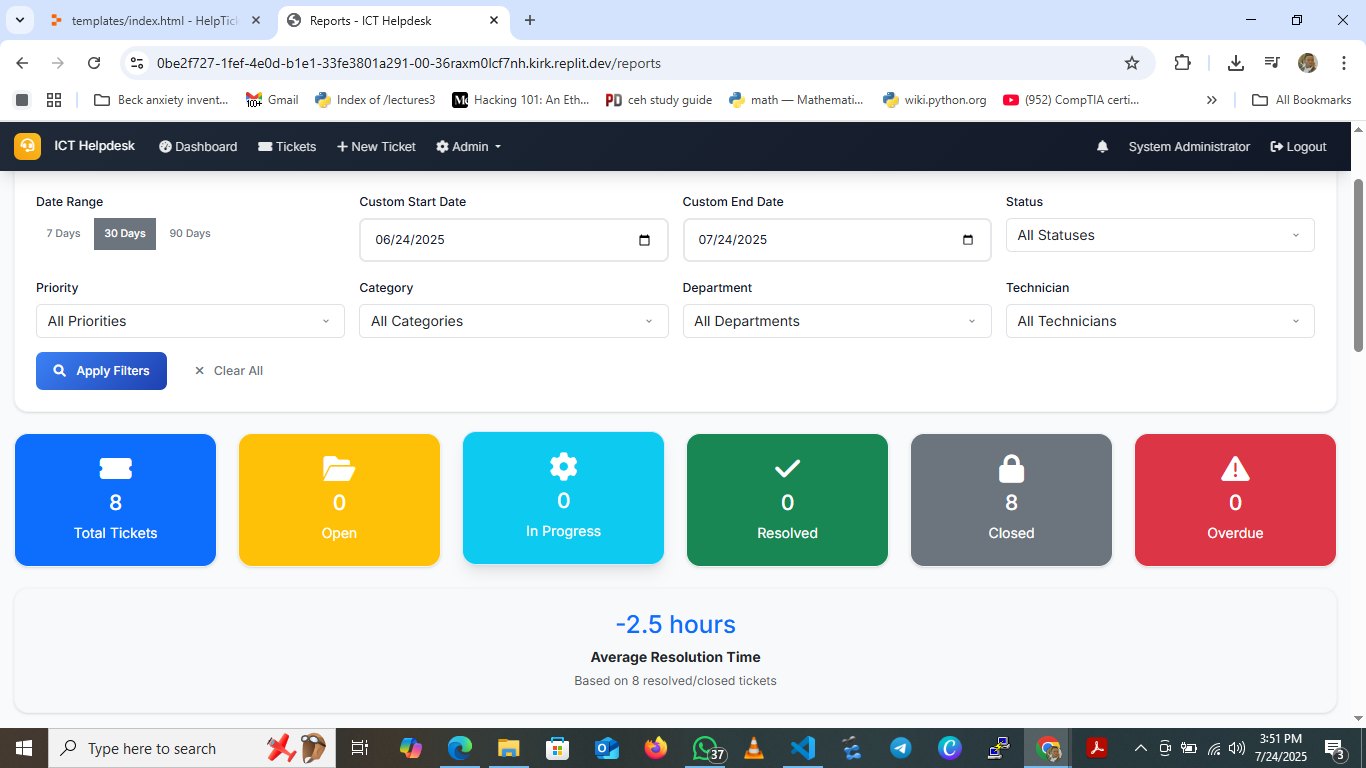 templates/index.html - HelpTick
Reports - ICT Helpdesk
0be2f727-1fef-4e0d-b1e1-33fe3801a291-00-36raxm0lcf7nh.kirk.replit.dev/reports
Beck anxiety invent...
100+
Gmail
Index of /lectures3
Hacking 101: An Eth...
PD
ceh study guide
math — Mathemati...
wiki.python.org
(952) CompTIA certi...
All Bookmarks
ICT Helpdesk
Dashboard
Tickets
New Ticket
Admin
System Administrator
Logout
Date Range
7 Days
30 Days
90 Days
Custom Start Date
06/24/2025
Custom End Date
07/24/2025
Status
All Statuses
Priority
All Priorities
Category
All Categories
Department
All Departments
Technician
All Technicians
Apply Filters
Clear All
8
Total Tickets
0
Open
0
In Progress
0
Resolved
8
Closed
0
Overdue
-2.5 hours
Average Resolution Time
Based on 8 resolved/closed tickets
Type here to search
37
3:51 PM
7/24/2025
3